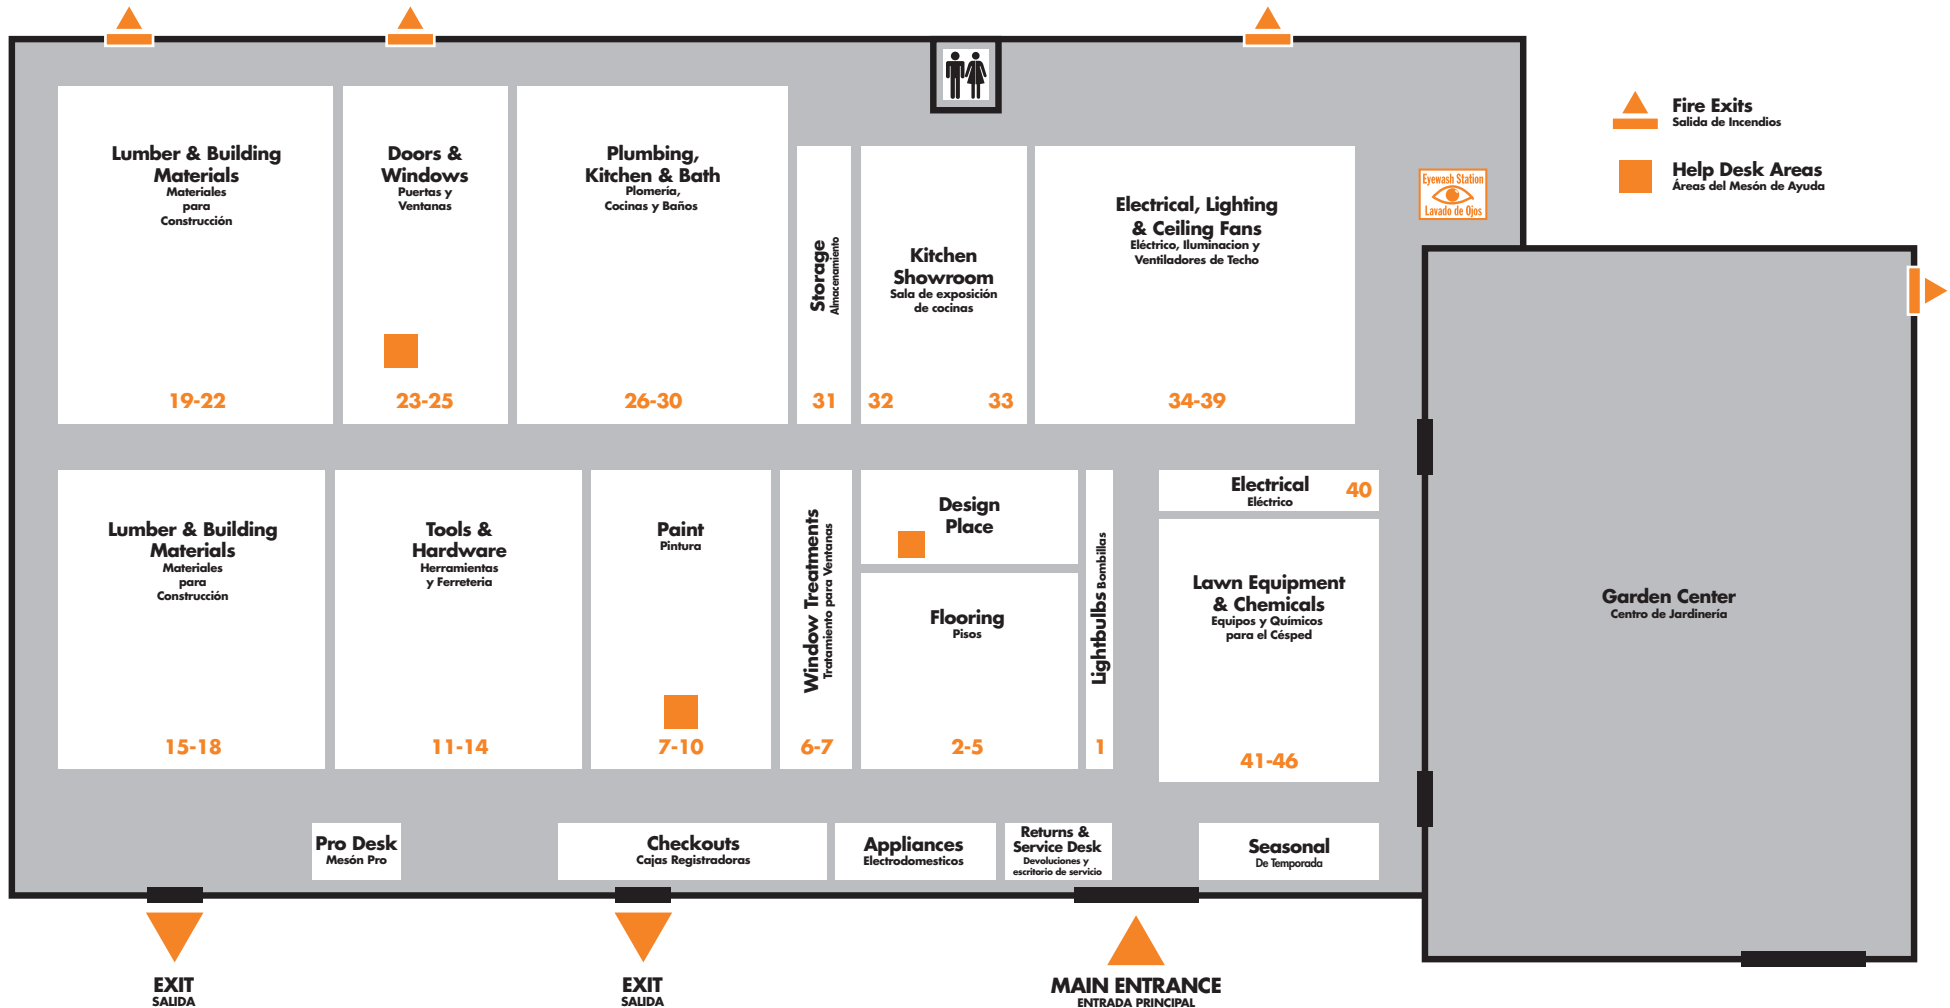 Fire Exits
Salida de Incendios
Help Desk Areas
Áreas del Mesón de Ayuda
Lumber & Building
Materials
Materiales
para
Construcción
19-22
Doors &
Windows
Puertas y
Ventanas
23-25
Plumbing,
Kitchen & Bath
Plomería,
Cocinas y Baños
26-30
Storage
Almacenamiento
31
Kitchen
Showroom
Sala de exposición
de cocinas
32
33
Electrical, Lighting
& Ceiling Fans
Eléctrico, Iluminacion y
Ventiladores de Techo
34-39
Eyewash Station
Lavado de Ojos
Lumber & Building
Materials
Materiales
para
Construcción
15-18
Tools &
Hardware
Herramientas
y Ferreteria
11-14
Paint
Pintura
7-10
Window Treatments
Tratamiento para Ventanas
6-7
Design
Place
Flooring
Pisos
2-5
Lightbulbs Bombillas
1
Electrical
Eléctrico
40
Lawn Equipment
& Chemicals
Equipos y Químicos
para el Césped
41-46
Garden Center
Centro de Jardinería
Pro Desk
Mesón Pro
Checkouts
Cajas Registradoras
Appliances
Electrodomesticos
Returns &
Service Desk
Devoluciones y
escritorio de servicio
Seasonal
De Temporada
EXIT
SALIDA
EXIT
SALIDA
MAIN ENTRANCE
ENTRADA PRINCIPAL